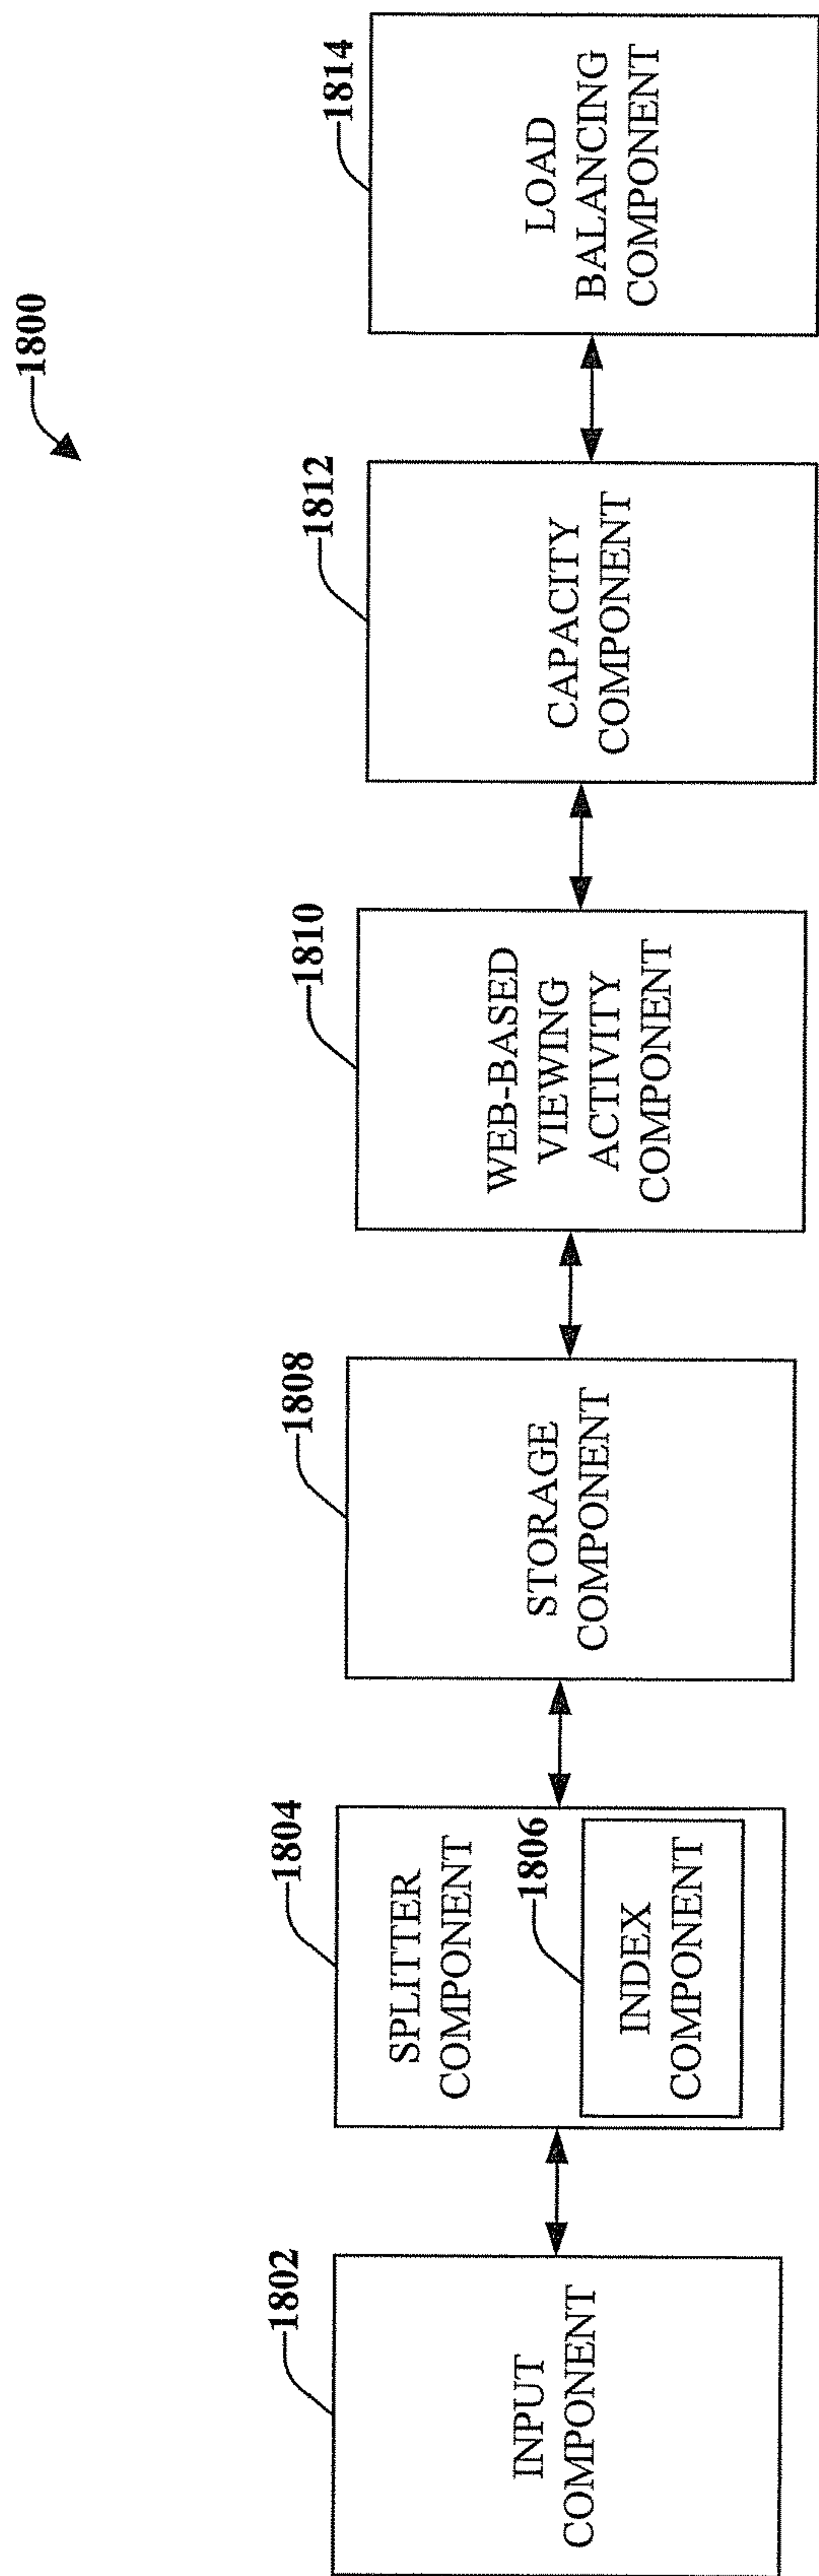 1800
1802
INPUT
COMPONENT
1804
SPLITTER
COMPONENT
1806
INDEX
COMPONENT
1808
STORAGE
COMPONENT
1810
WEB-BASED
VIEWING
ACTIVITY
COMPONENT
1812
CAPACITY
COMPONENT
1814
LOAD
BALANCING
COMPONENT